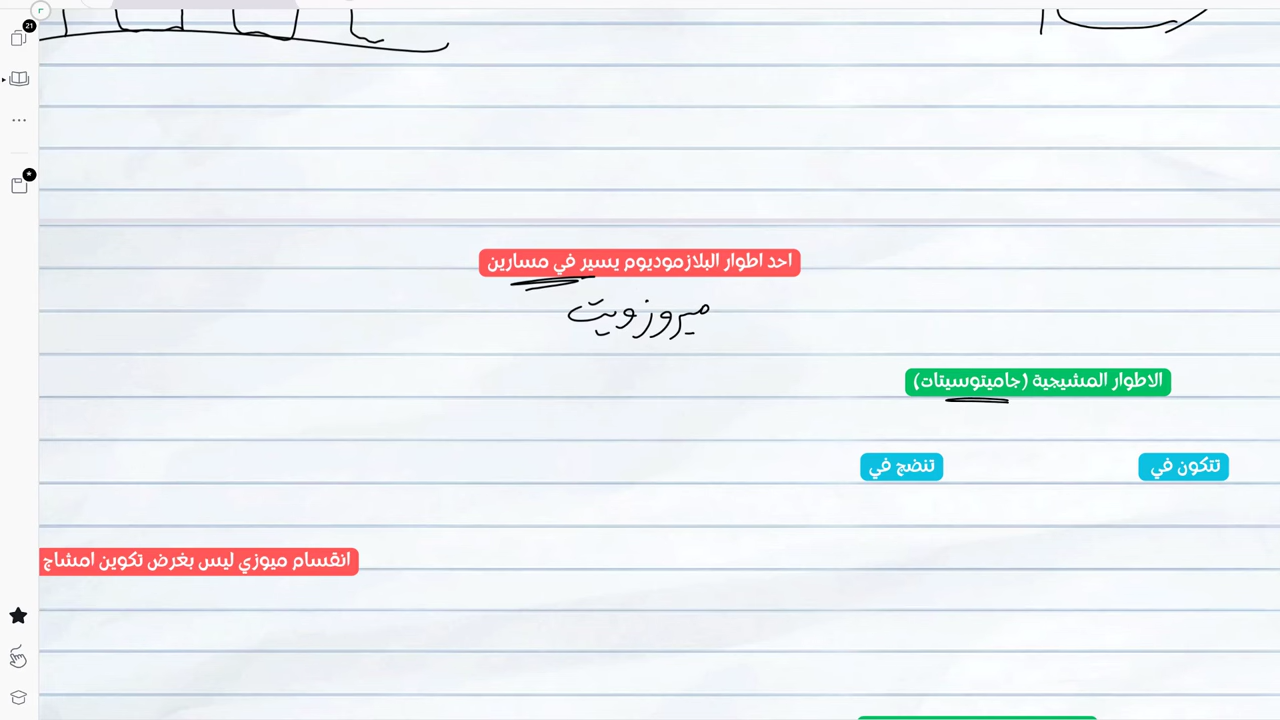 21
احد اطوار البلازموديوم يسير في مسارين
ميروزويت
الاطوار المشيجية (جاميتوسيتات)
تتكون في
تنضج في
انقسام ميوزي ليس بغرض تكوين امشاج